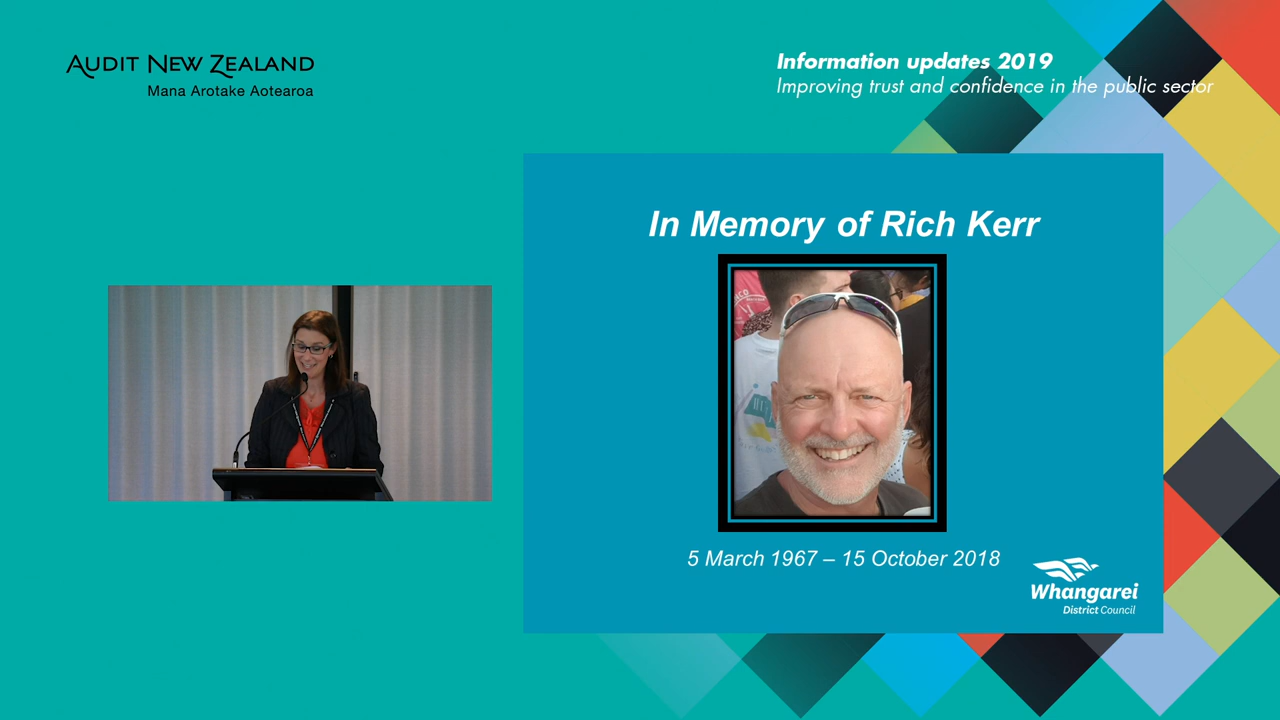 AUDIT NEW ZEALAND
Mana Arotake Aotearoa
Information updates 2019
Improving trust and confidence in the public sector
In Memory of Rich Kerr
5 March 1967 – 15 October 2018
Whangarei
District Council